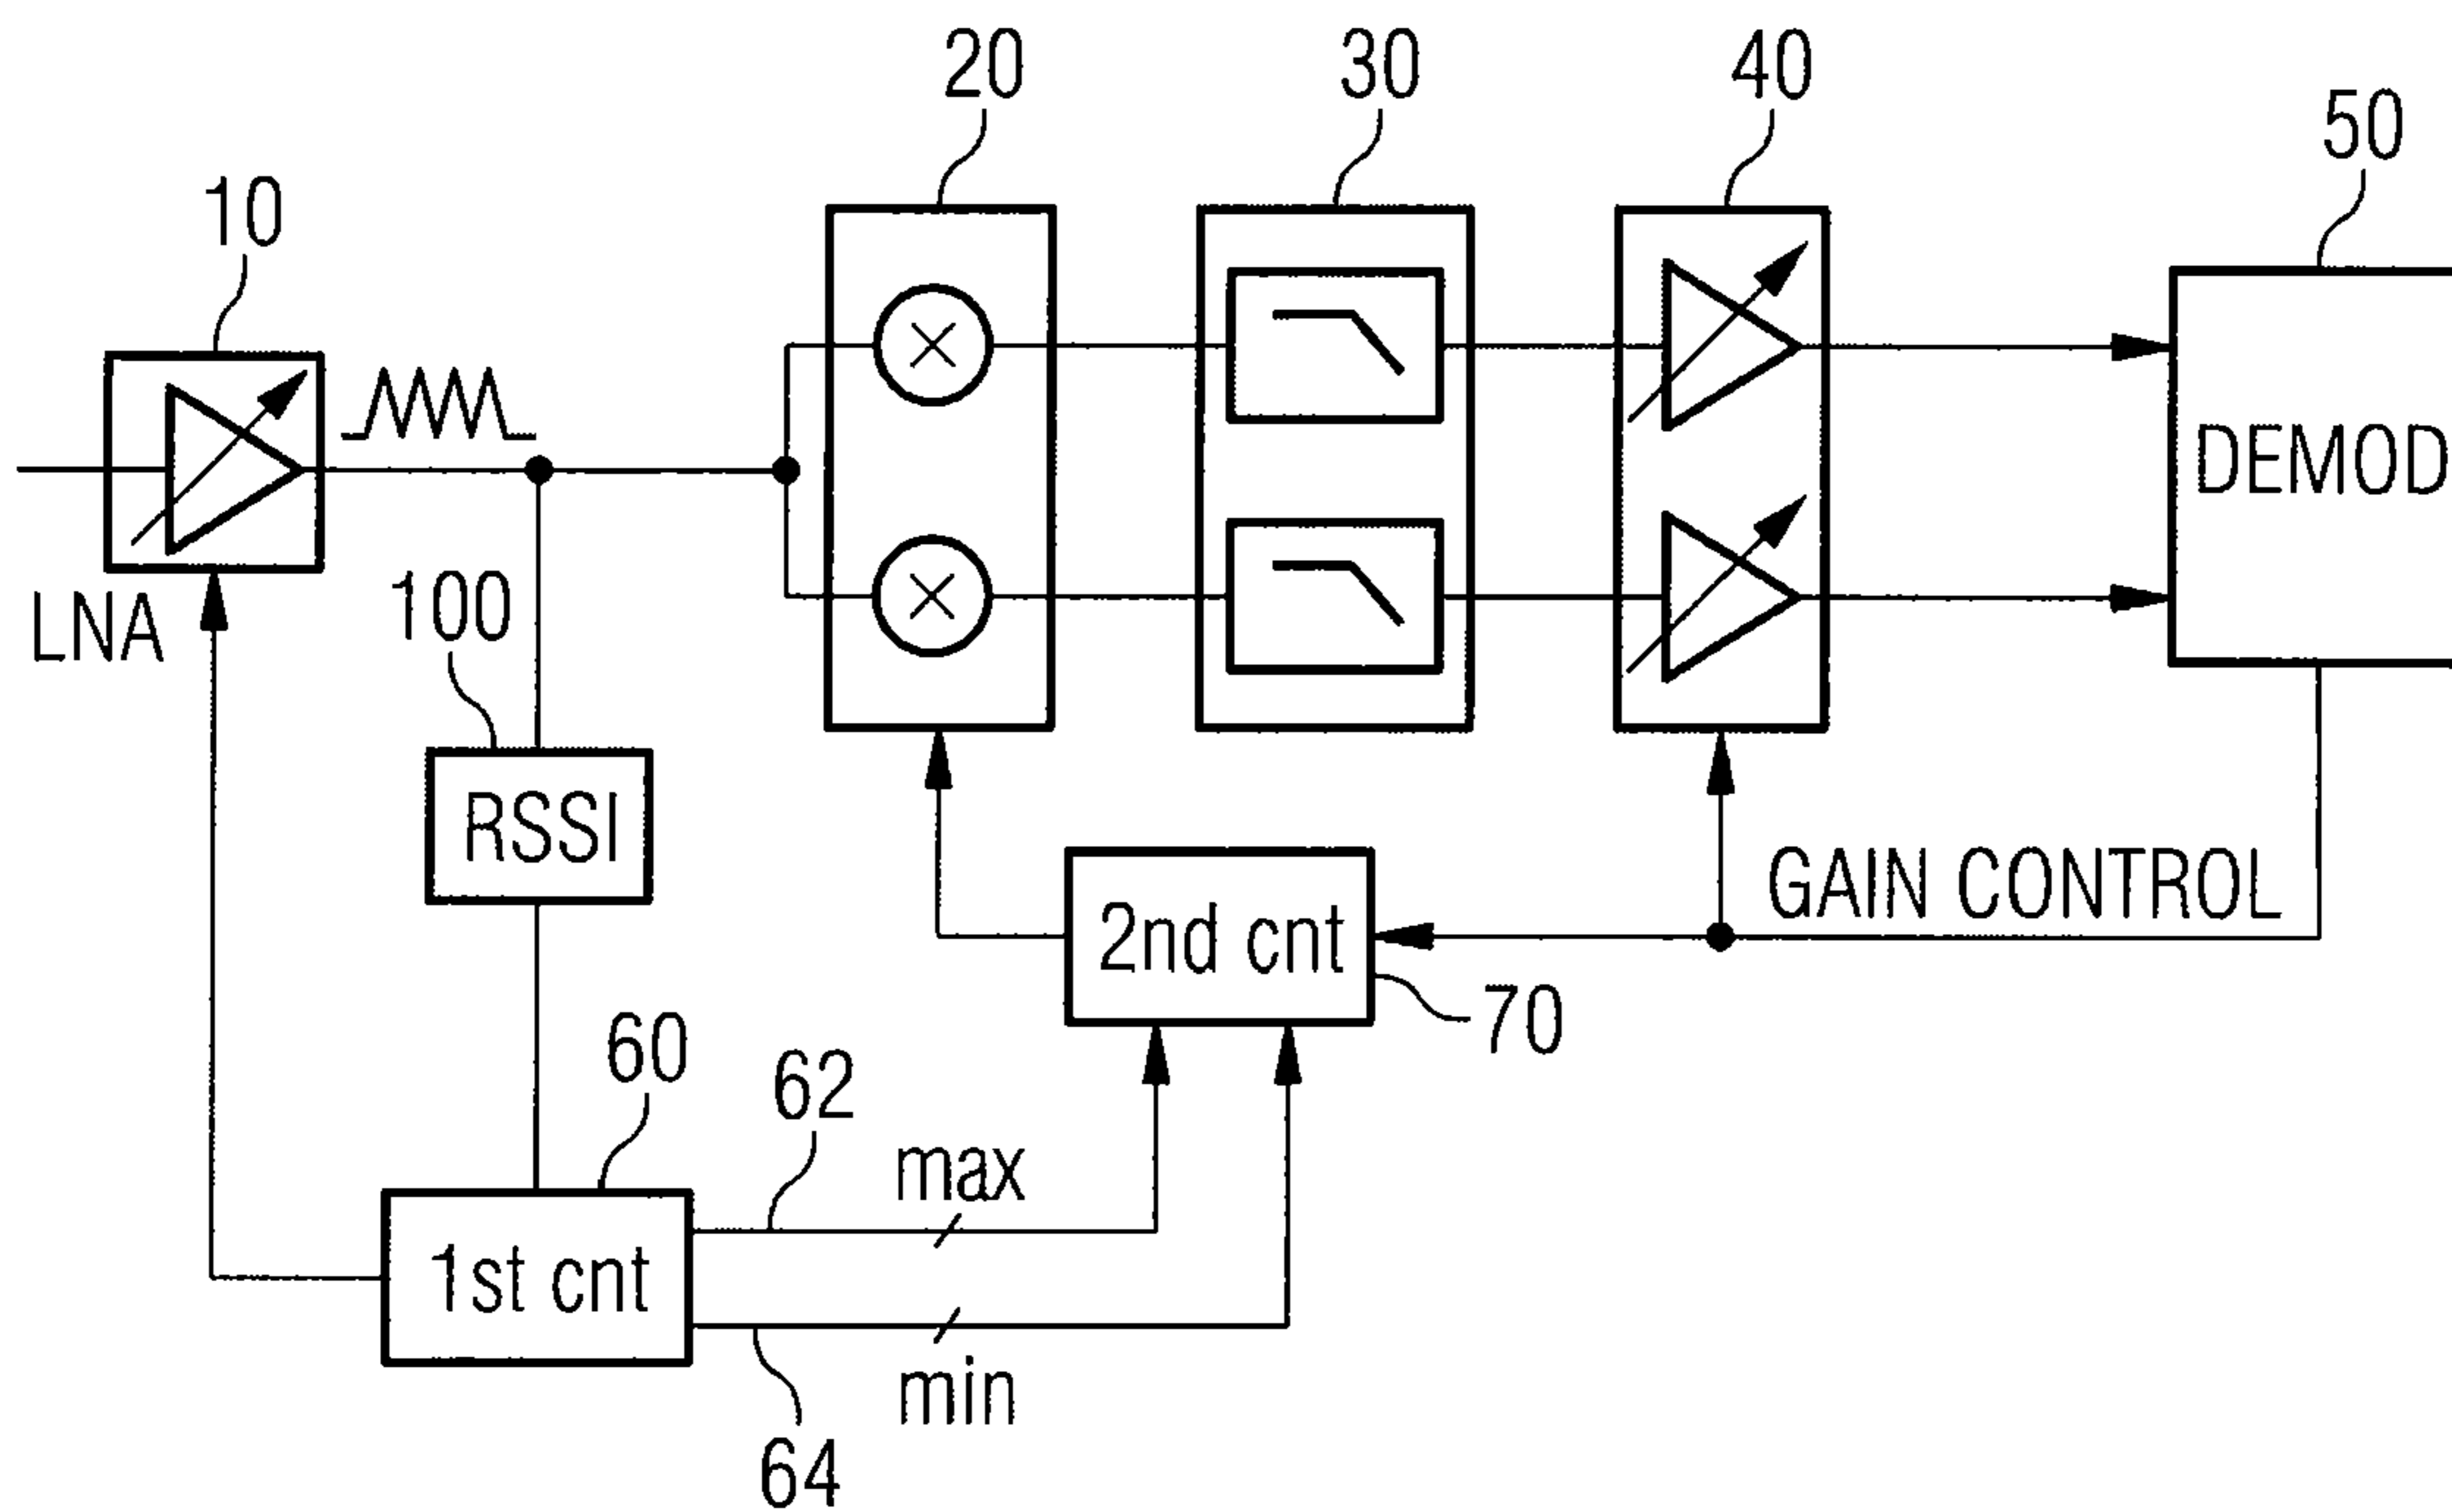 20
30
40
50
10
DEMOD
LNA
100
RSSI
GAIN CONTROL
2nd cnt
70
60
62
max
1st cnt
min
64